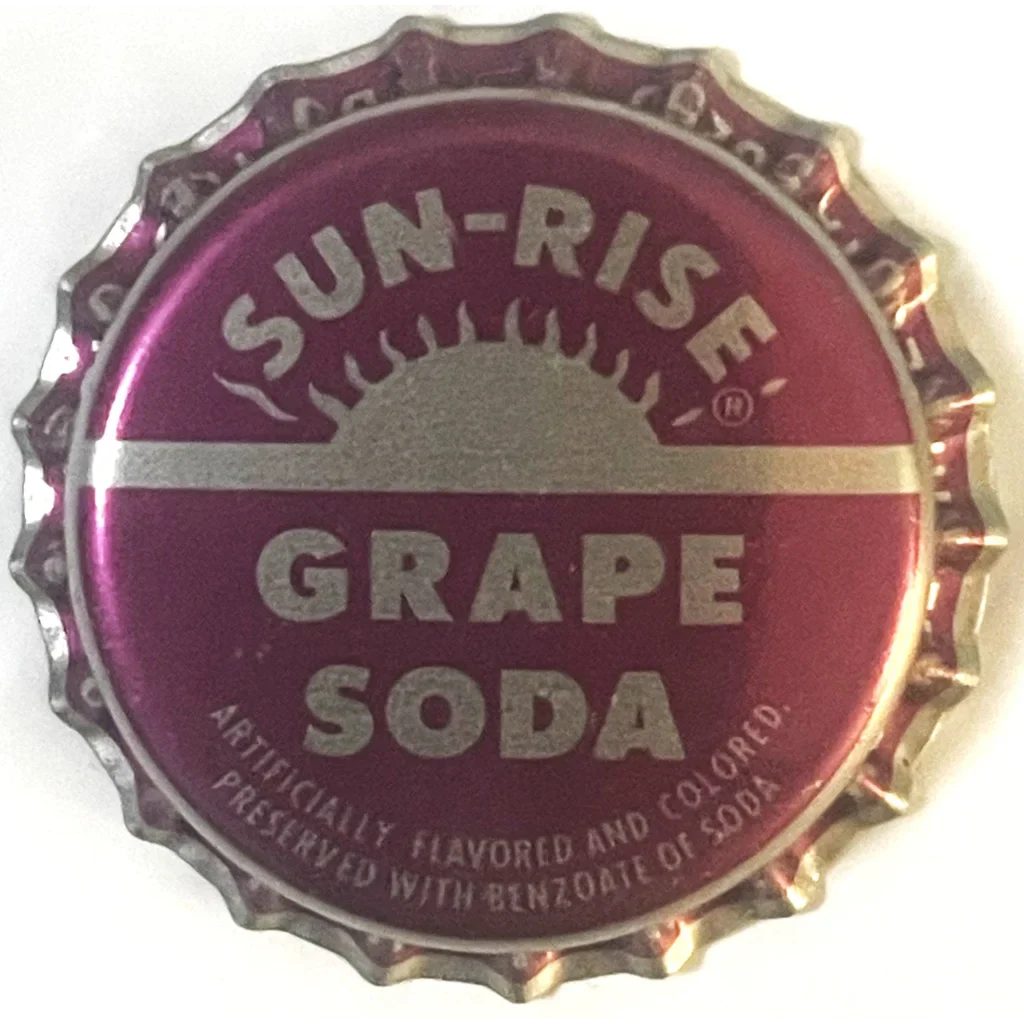 SUN-RISE®
GRAPE
SODA
ARTIFICIALLY FLAVORED AND COLORED.
PRESERVED WITH BENZOATE OF SODA